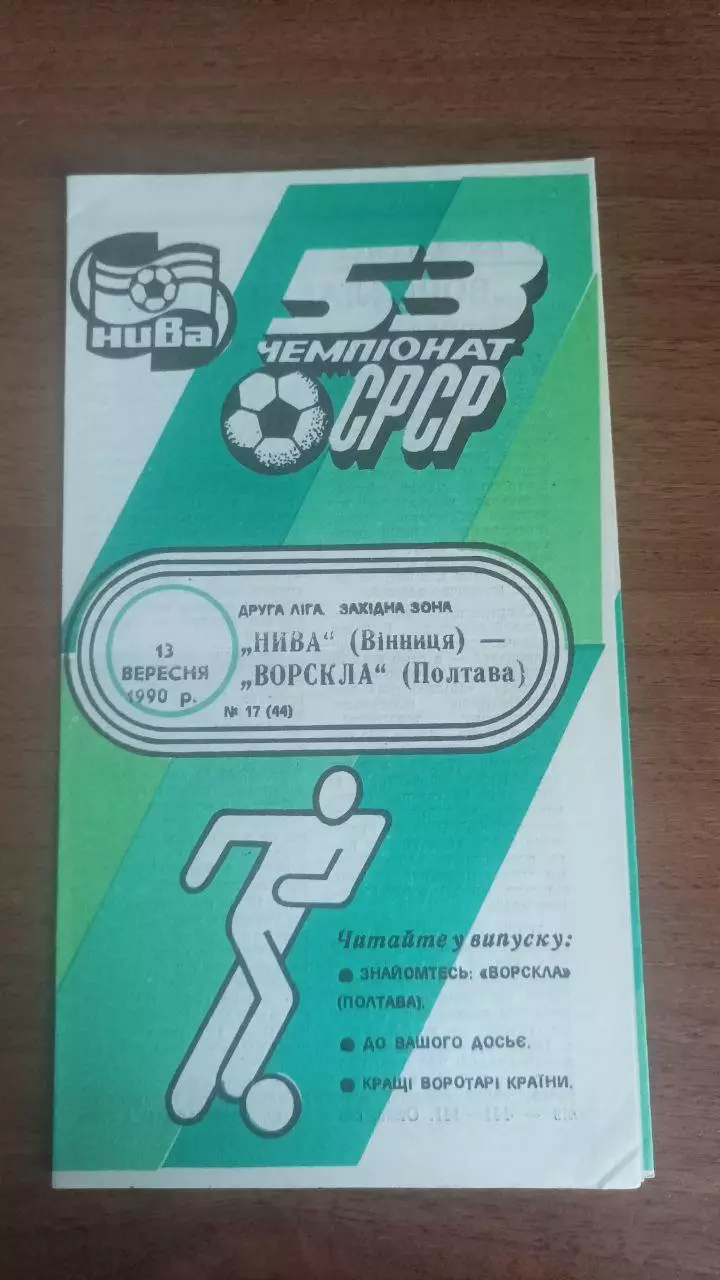 нива
53
ЧЕМПІОНАТ
СРСР
13
ВЕРЕСНЯ
1990 р.
ДРУГА ЛІГА. ЗАХІДНА ЗОНА
„НИВА“ (Вінниця) —
„ВОРСКЛА“ (Полтава)
№ 17 (44)
Читайте у випуску:
● ЗНАЙОМТЕСЬ: «ВОРСКЛА»
(ПОЛТАВА).
● ДО ВАШОГО ДОСЬЄ.
● КРАЩІ ВОРОТАРІ КРАЇНИ.